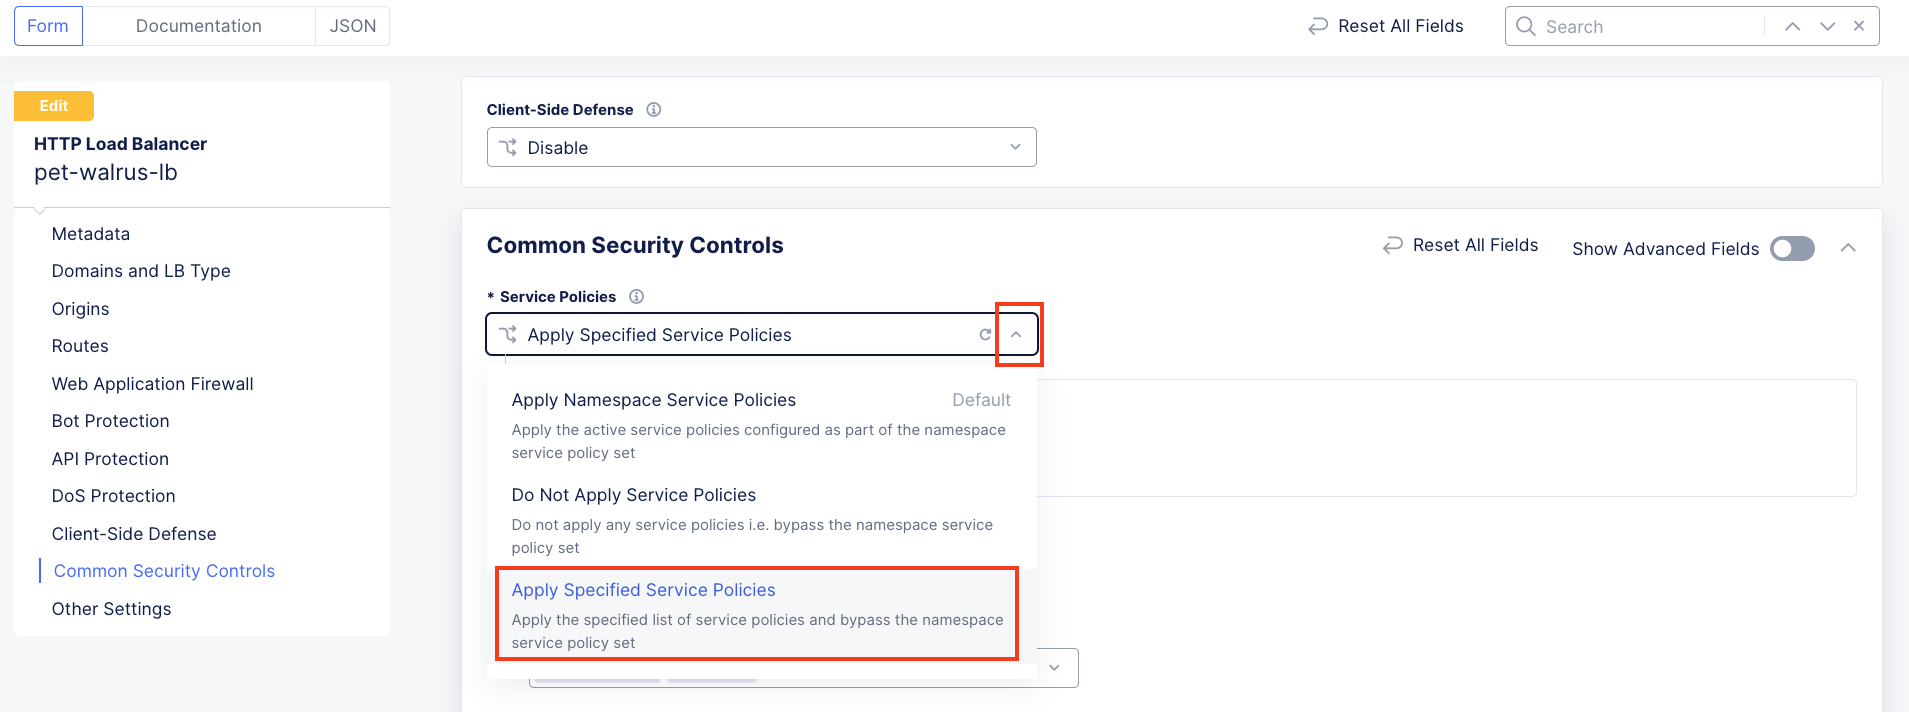 Form
Documentation
JSON
Reset All Fields
Search
Edit
HTTP Load Balancer
pet-walrus-lb
Metadata
Domains and LB Type
Origins
Routes
Web Application Firewall
Bot Protection
API Protection
DoS Protection
Client-Side Defense
Common Security Controls
Other Settings
Client-Side Defense
Disable
Common Security Controls
Reset All Fields
Show Advanced Fields
* Service Policies
Apply Specified Service Policies
Apply Namespace Service Policies
Default
Apply the active service policies configured as part of the namespace
service policy set
Do Not Apply Service Policies
Do not apply any service policies i.e. bypass the namespace service
policy set
Apply Specified Service Policies
Apply the specified list of service policies and bypass the namespace
service policy set